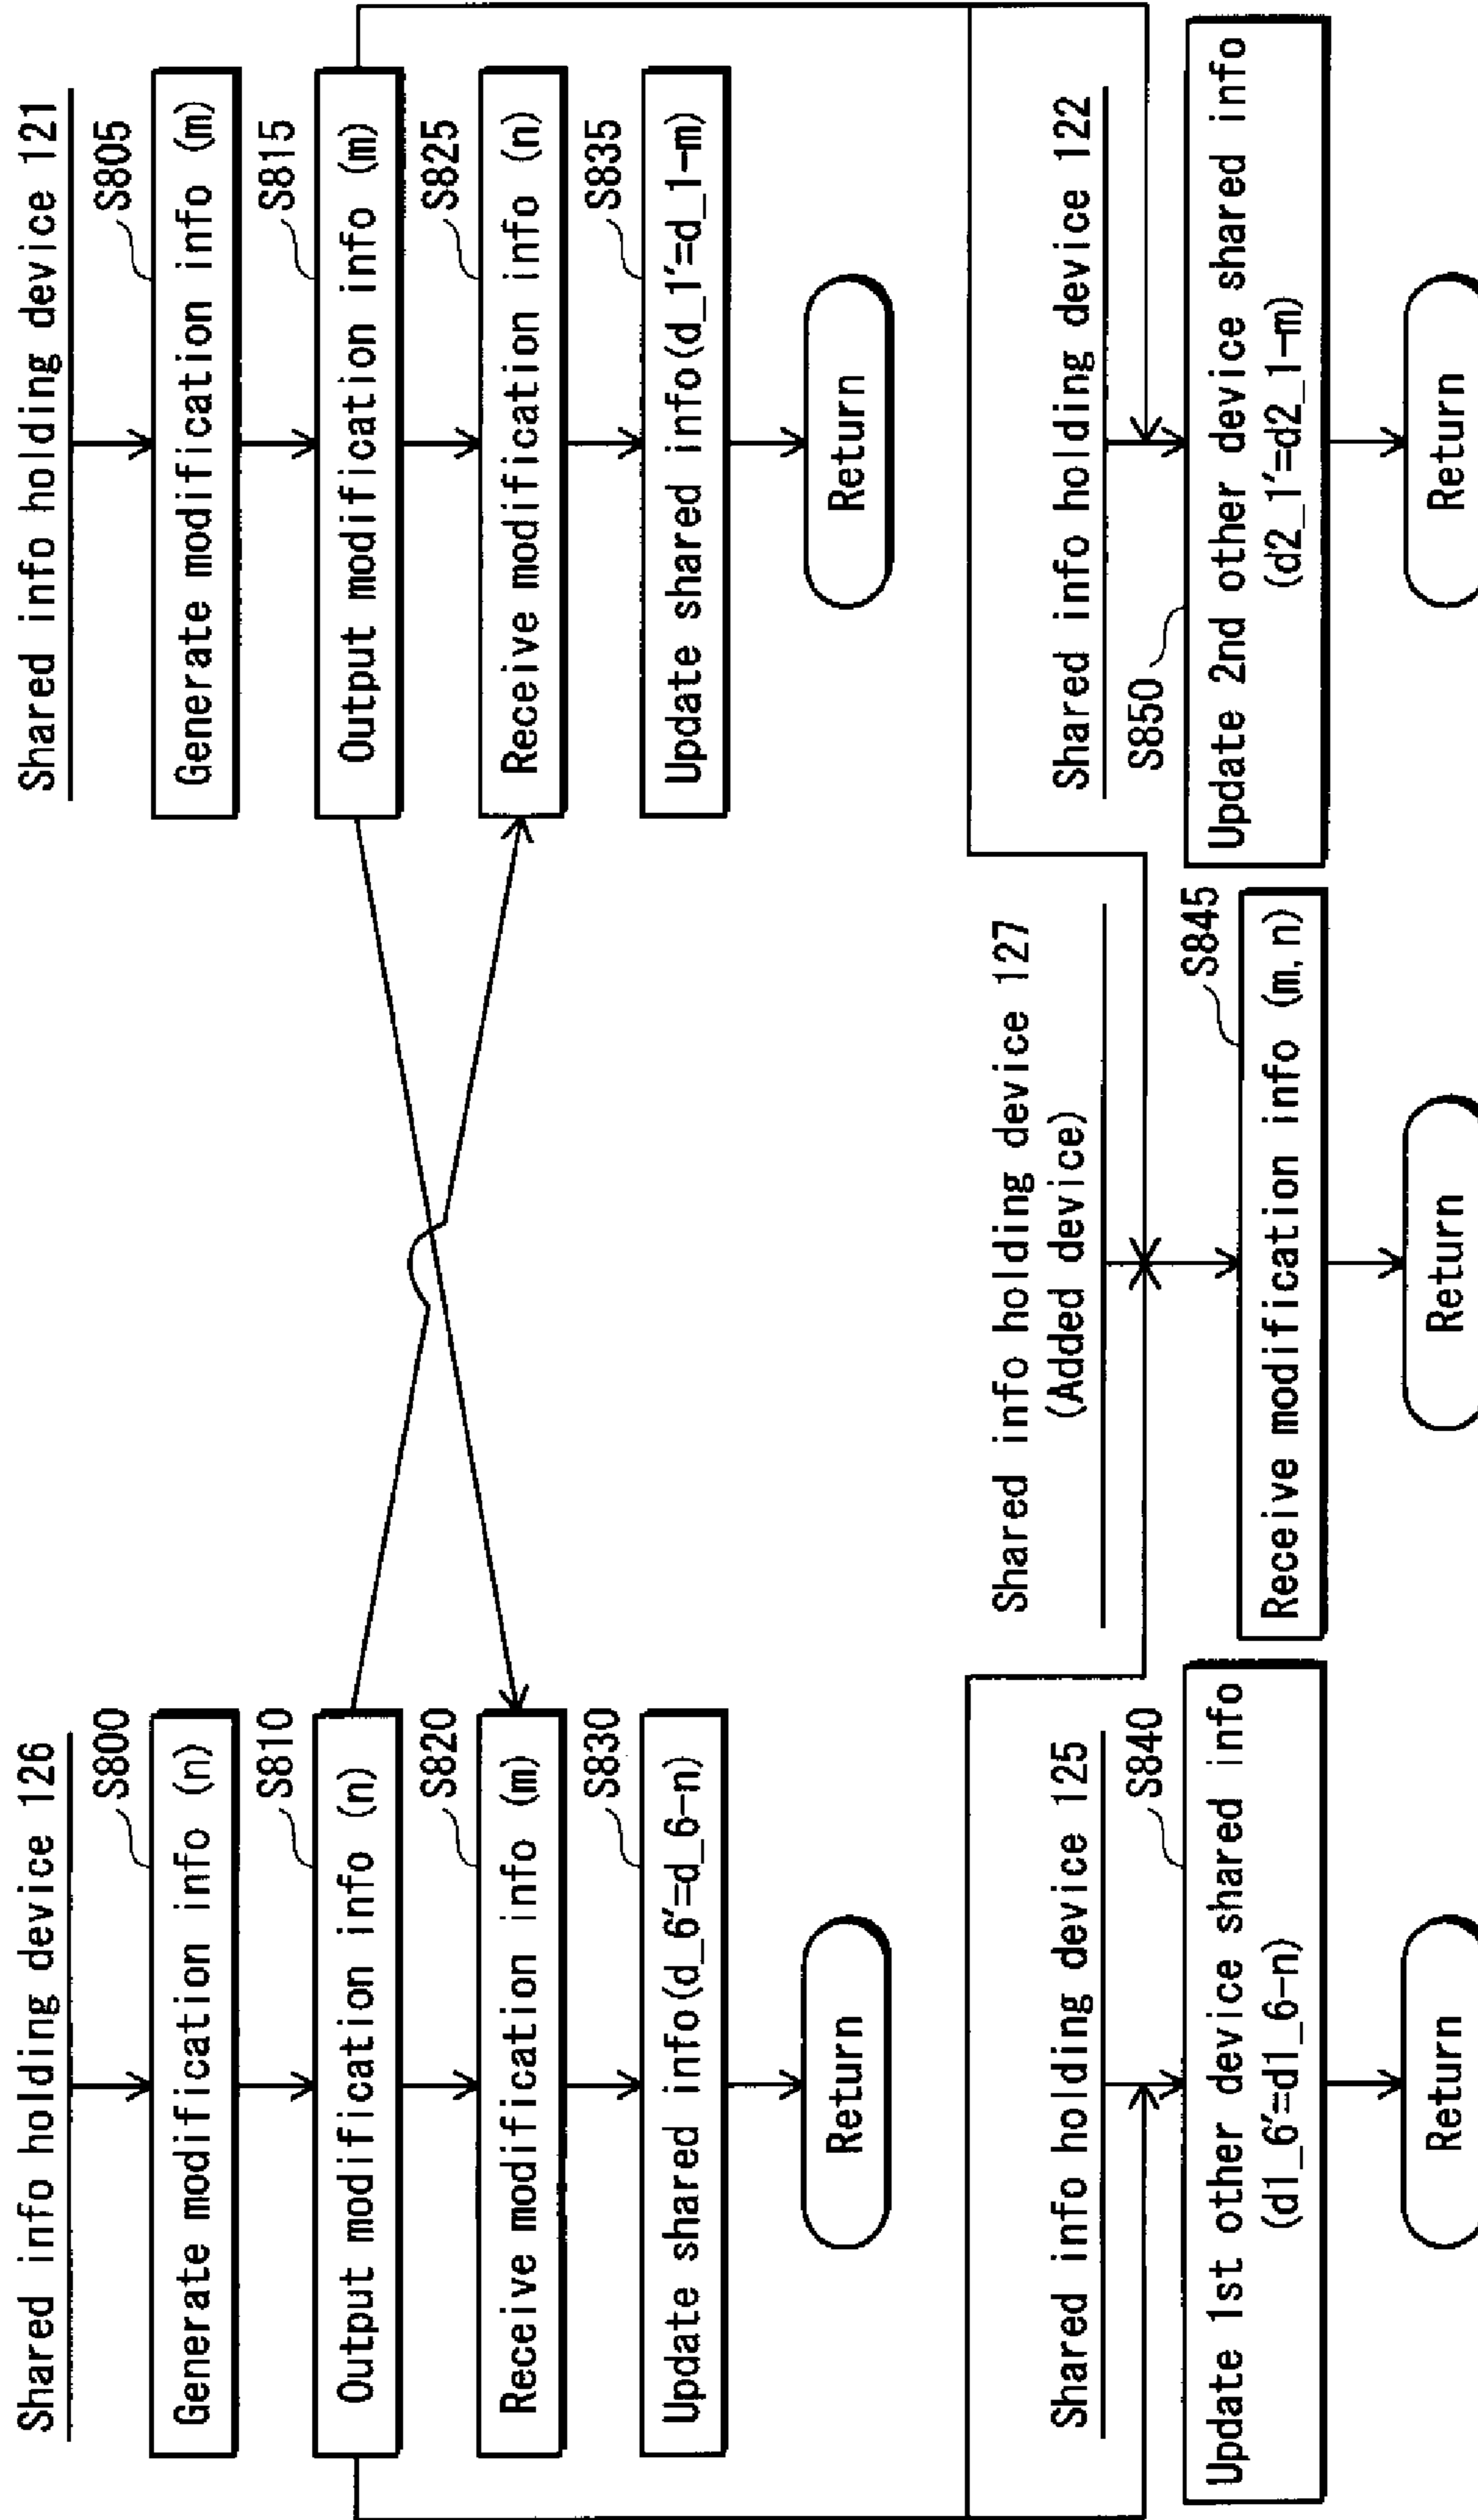 Shared info holding device 126
S800
Generate modification info (n)
S810
Output modification info (n)
S820
Receive modification info (m)
S830
Update shared info(d_6'=d_6-n)
Return
Shared info holding device 121
S805
Generate modification info (m)
S815
Output modification info (m)
S825
Receive modification info (n)
S835
Update shared info(d_1'=d_1-m)
Return
Shared info holding device 125
S840
Update 1st other device shared info
(d1_6'=d1_6-n)
Return
Shared info holding device 127
(Added device)
S845
Receive modification info (m,n)
Return
Shared info holding device 122
S850
Update 2nd other device shared info
(d2_1'=d2_1-m)
Return